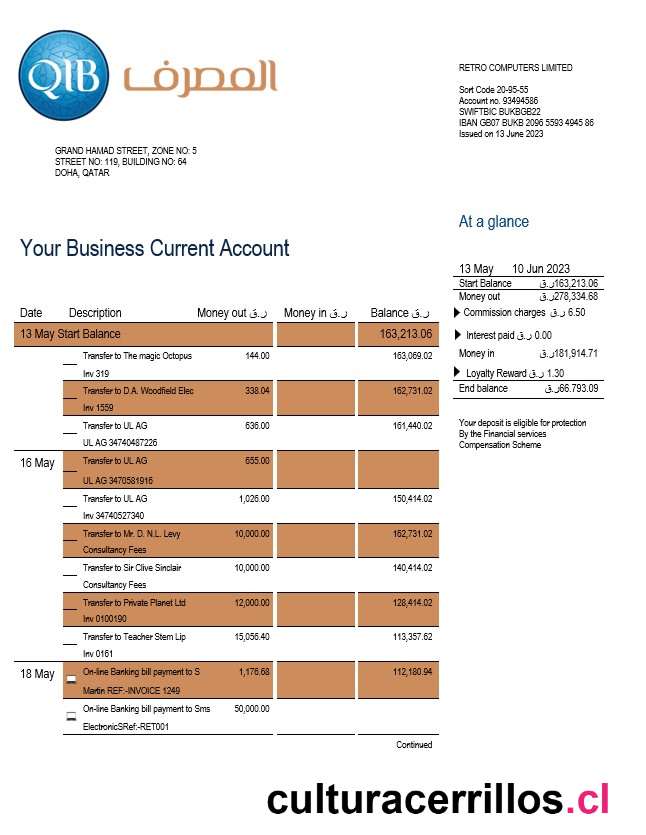 QIB المصرف
RETRO COMPUTERS LIMITED
Sort Code 20-95-55
Account no. 93494586
SWIFTBIC BUKBGB22
IBAN GB07 BUKB 2096 5593 4945 86
Issued on 13 June 2023
GRAND HAMAD STREET, ZONE NO: 5
STREET NO: 119, BUILDING NO: 64
DOHA, QATAR
At a glance
Your Business Current Account
13 May 10 Jun 2023
Start Balance ر.ق163,213.06
Money out ر.ق278,334.68
Commission charges ر.ق 6.50
Interest paid ر.ق 0.00
Money in ر.ق181,914.71
Loyalty Reward ر.ق 1.30
End balance ر.ق66.793.09
Your deposit is eligible for protection
By the Financial services
Compensation Scheme
Date Description Money out ر.ق Money in ر.ق Balance ر.ق
13 May Start Balance 163,213.06
Transfer to The magic Octopus 144.00 163,069.02
Inv 319
Transfer to D.A. Woodfield Elec 338.04 162,731.02
Inv 1559
Transfer to UL AG 636.00 161,440.02
UL AG 34740487226
16 May Transfer to UL AG 655.00
UL AG 3470581916
Transfer to UL AG 1,026.00 150,414.02
Inv 34740527340
Transfer to Mr. D. N.L. Levy 10,000.00 162,731.02
Consultancy Fees
Transfer to Sir Clive Sinclair 10,000.00 140,414.02
Consultancy Fees
Transfer to Private Planet Ltd 12,000.00 128,414.02
Inv 0100190
Transfer to Teacher Stem Lip 15,056.40 113,357.62
Inv 0161
18 May On-line Banking bill payment to S 1,176.68 112,180.94
Martin REF:-INVOICE 1249
On-line Banking bill payment to Sms 50,000.00
ElectronicSRef:-RET001
Continued
culturacerrillos.cl